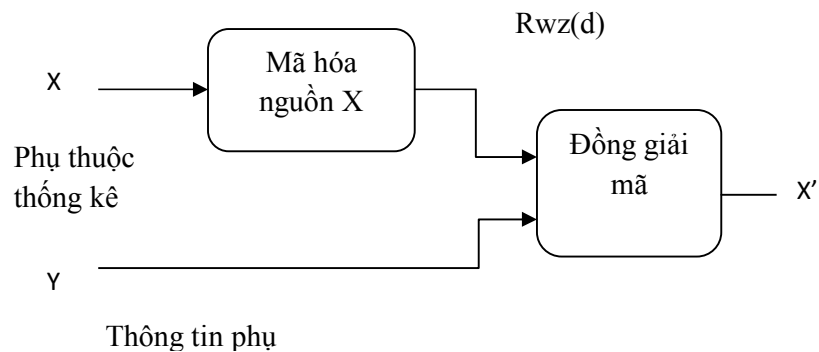 Rwz(d)
X
Mã hóa
nguồn X
Phụ thuộc
thống kê
Đồng giải
mã
X’
Y
Thông tin phụ